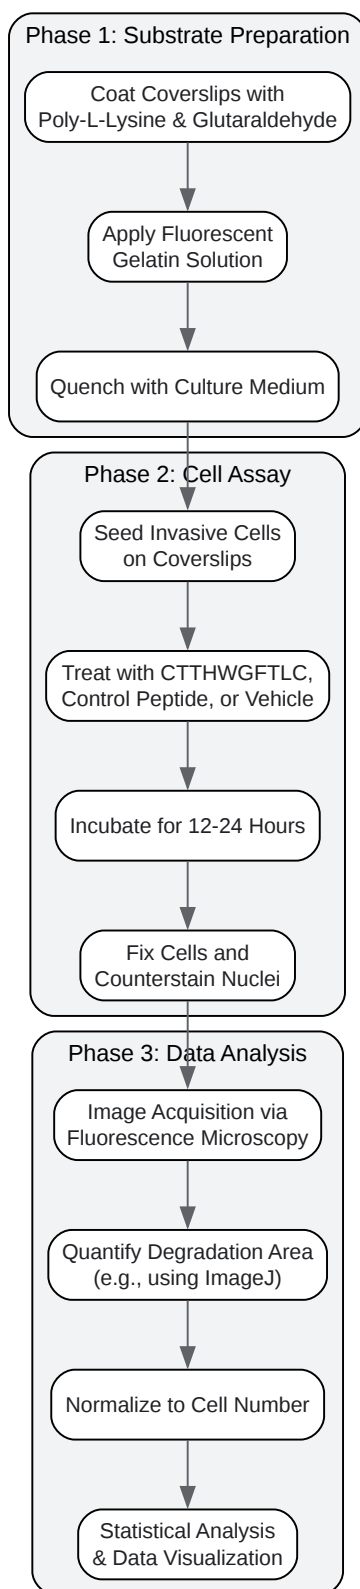 Phase 1: Substrate Preparation
Coat Coverslips with
Poly-L-Lysine & Glutaraldehyde
Apply Fluorescent
Gelatin Solution
Quench with Culture Medium
Phase 2: Cell Assay
Seed Invasive Cells
on Coverslips
Treat with CTTHWGFTLC,
Control Peptide, or Vehicle
Incubate for 12-24 Hours
Fix Cells and
Counterstain Nuclei
Phase 3: Data Analysis
Image Acquisition via
Fluorescence Microscopy
Quantify Degradation Area
(e.g., using ImageJ)
Normalize to Cell Number
Statistical Analysis
& Data Visualization